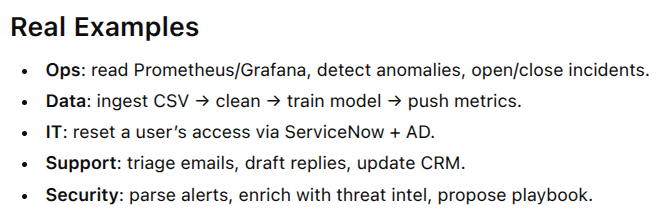 Real Examples
• Ops: read Prometheus/Grafana, detect anomalies, open/close incidents.
• Data: ingest CSV → clean → train model → push metrics.
• IT: reset a user’s access via ServiceNow + AD.
• Support: triage emails, draft replies, update CRM.
• Security: parse alerts, enrich with threat intel, propose playbook.